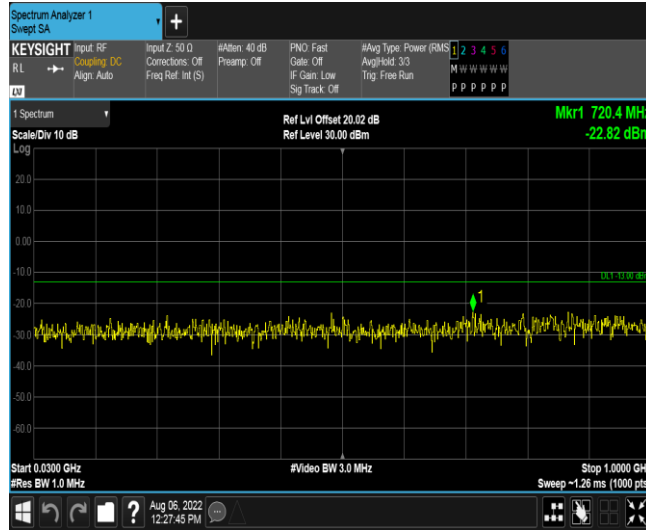 Spectrum Analyzer 1
Swept SA
+
KEYSIGHT Input: RF Input Z: 50 Ω #Atten: 40 dB PNO: Fast #Avg Type: Power (RMS 1 2 3 4 5 6
RL Coupling: DC Corrections: Off Preamp: Off Gate: Off Avg|Hold: 3/3 M W W W W W
Align: Auto Freq Ref: Int (S) IF Gain: Low Trig: Free Run
LXI Sig Track: Off P P P P P P
1 Spectrum Ref Lvl Offset 20.02 dB Mkr1 720.4 MHz
Scale/Div 10 dB Ref Level 30.00 dBm -22.82 dBm
Log
20.0
10.0
0.00
-10.0
DL1 -13.00 dBm
1
-20.0
-30.0
-40.0
-50.0
-60.0
Start 0.0300 GHz #Video BW 3.0 MHz Stop 1.0000 GH
#Res BW 1.0 MHz Sweep ~1.26 ms (1000 pts
? Aug 06, 2022
12:27:45 PM